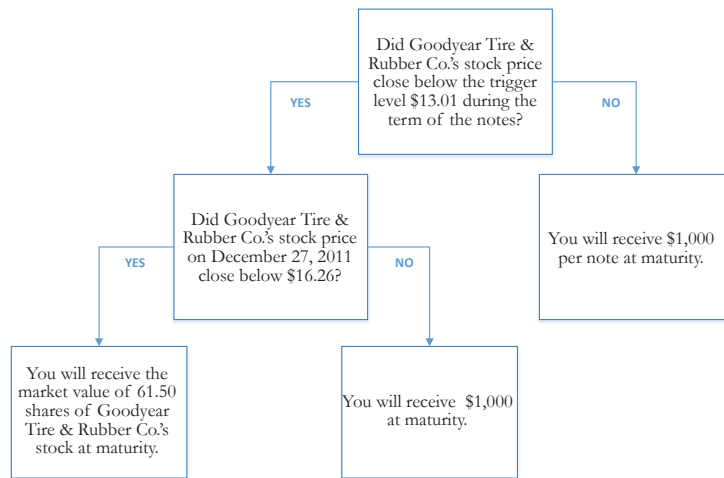 Did Goodyear Tire &
Rubber Co.'s stock price
close below the trigger
level $13.01 during the
term of the notes?
YES
NO
Did Goodyear Tire &
Rubber Co.'s stock price
on December 27, 2011
close below $16.26?
You will receive $1,000
per note at maturity.
YES
NO
You will receive the
market value of 61.50
shares of Goodyear
Tire & Rubber Co.'s
stock at maturity.
You will receive $1,000
at maturity.